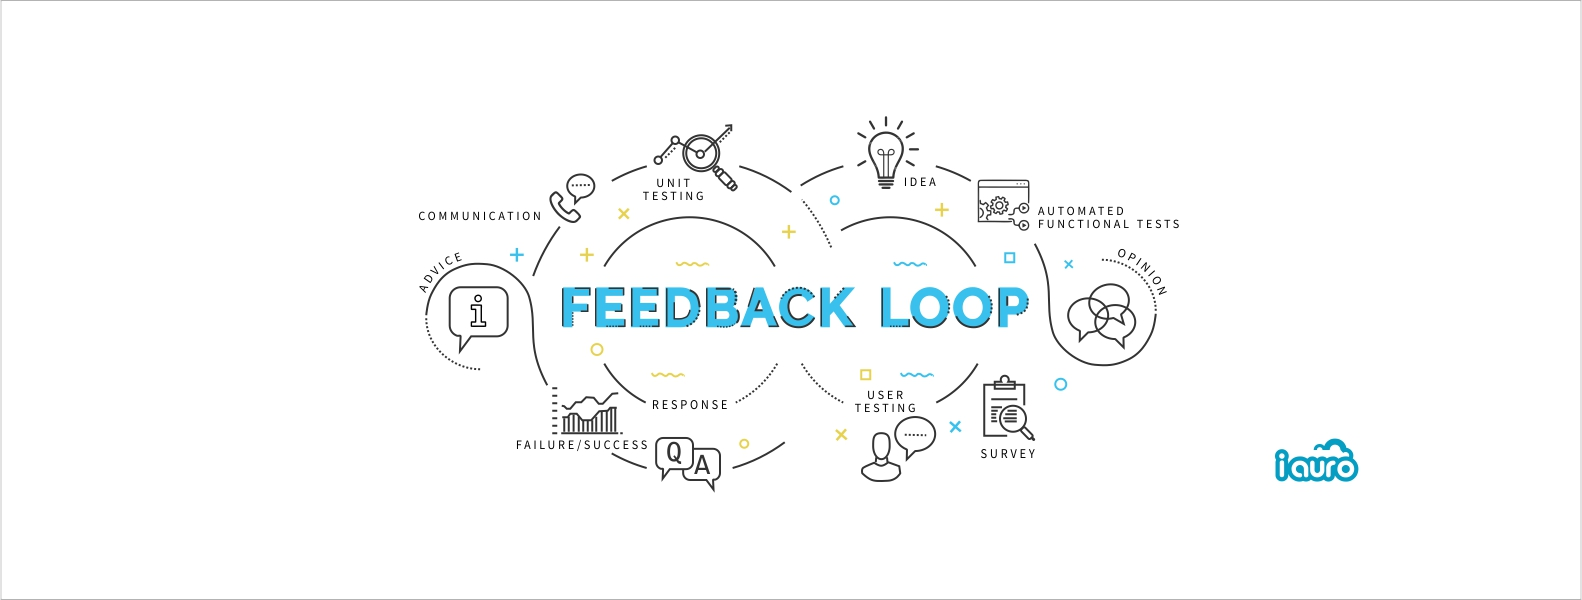 UNIT
TESTING
IDEA
COMMUNICATION
AUTOMATED
FUNCTIONAL TESTS
ADVICE
OPINION
i
FEEDBACK LOOP
RESPONSE
USER
TESTING
FAILURE/SUCCESS
Q
A
SURVEY
iauro